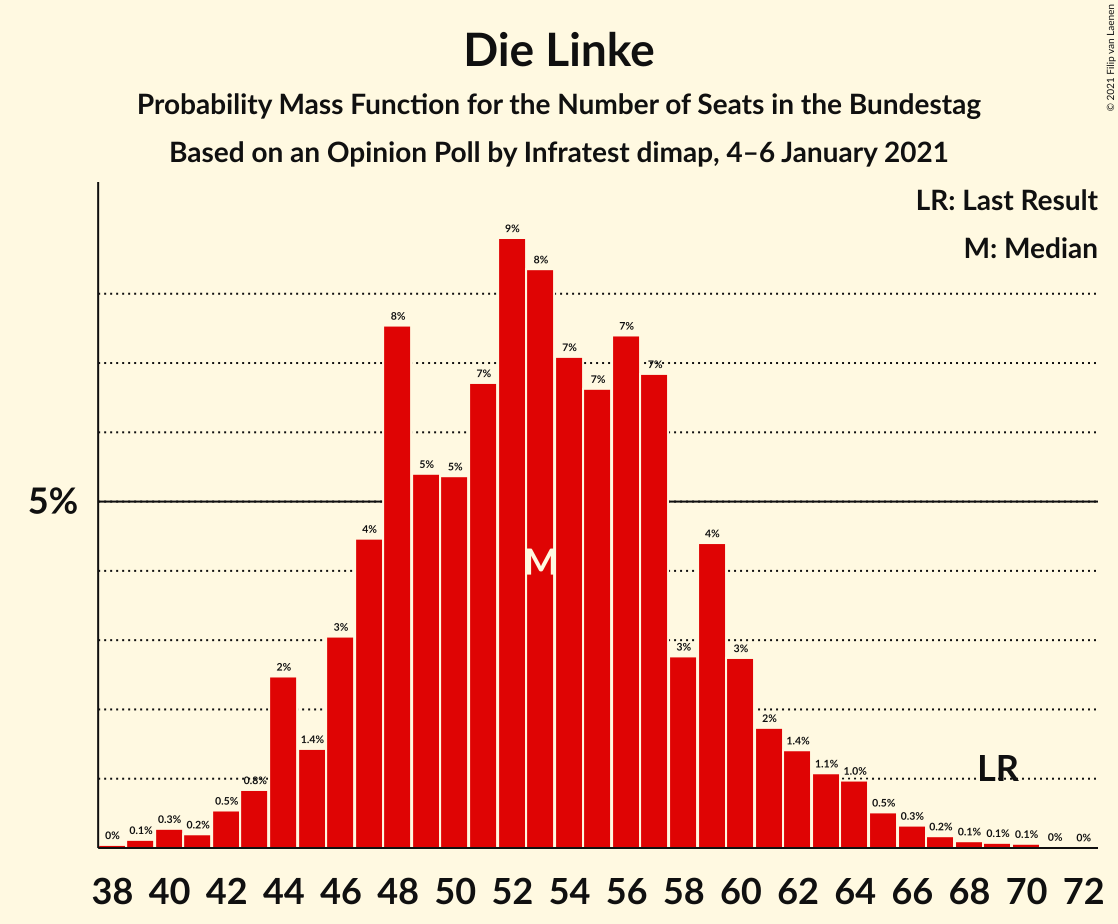 Die Linke
Probability Mass Function for the Number of Seats in the Bundestag
Based on an Opinion Poll by Infratest dimap, 4–6 January 2021
© 2021 Filip van Laenen
LR: Last Result
M: Median
5%
0% 0.1% 0.3% 0.2% 0.5% 0.8% 2% 1.4% 3% 4% 8% 5% 5% 7% 9% 8% 7% 7% 7% 7% 3% 4% 3% 2% 1.4% 1.1% 1.0% 0.5% 0.3% 0.2% 0.1% 0.1% 0.1% 0% 0%
M
LR
38 40 42 44 46 48 50 52 54 56 58 60 62 64 66 68 70 72